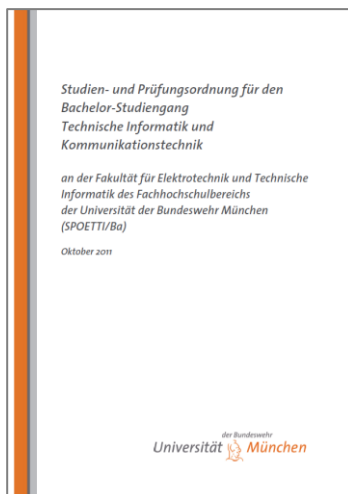 Studien- und Prüfungsordnung für den
Bachelor-Studiengang
Technische Informatik und
Kommunikationstechnik
an der Fakultät für Elektrotechnik und Technische
Informatik des Fachhochschulbereichs
der Universität der Bundeswehr München
(SPOETTI/Ba)
Oktober 2011
der Bundeswehr
Universität München